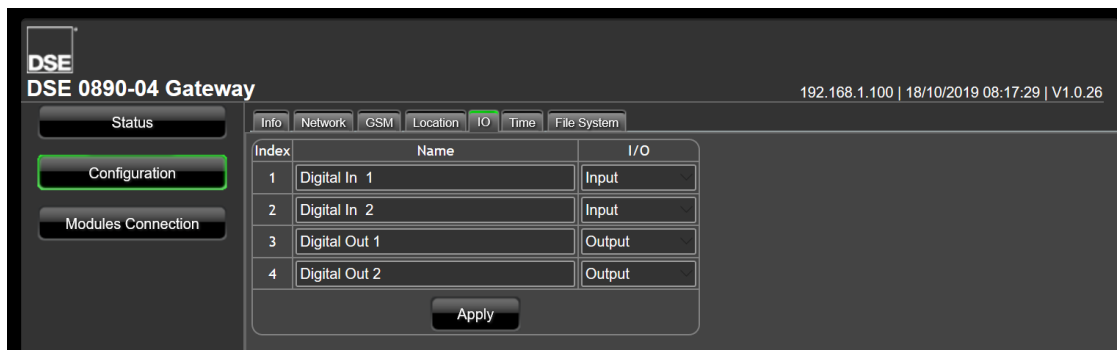 DSE
DSE 0890-04 Gateway
192.168.1.100 | 18/10/2019 08:17:29 | V1.0.26
Status
Configuration
Modules Connection
Info Network GSM Location IO Time File System
Index Name I/O
1 Digital In  1 Input
2 Digital In  2 Input
3 Digital Out 1 Output
4 Digital Out 2 Output
Apply